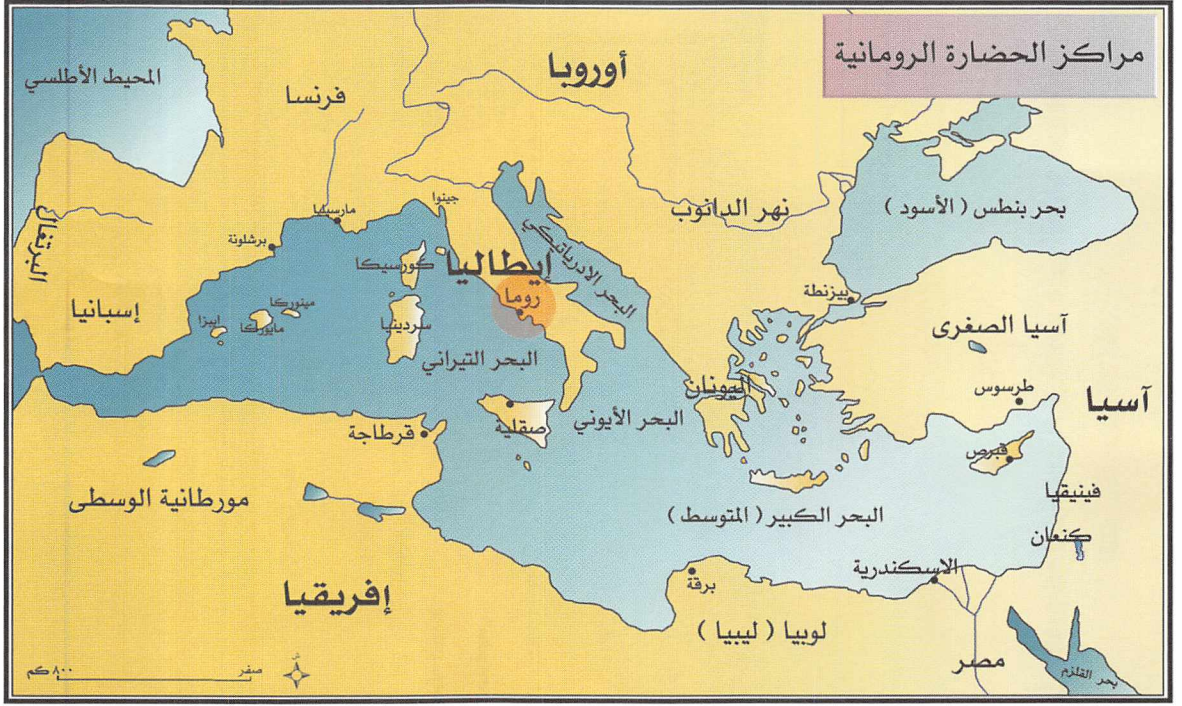 مراكز الحضارة الرومانية
المحيط الأطلسي
فرنسا
أوروبا
جينوا
نهر الدانوب
بحر بنطس ( الأسود )
مارسيليا
برشلونة
البرتغال
إسبانيا
كورسيكا
إيطاليا
البحر الادرياتيكي
روما
بيزنطة
مينوركا
مايوركا
ايبزا
سردينيا
آسيا الصغرى
البحر التيراني
اليونان
طرسوس
آسيا
صقلية
البحر الأيوني
قرطاجة
قبرص
مورطانية الوسطى
البحر الكبير ( المتوسط )
فينيقيا
كنعان
الاسكندرية
برقة
إفريقيا
لوبيا ( ليبيا )
مصر
بحر القلزم
صفر
٨٠٠ كم
ش